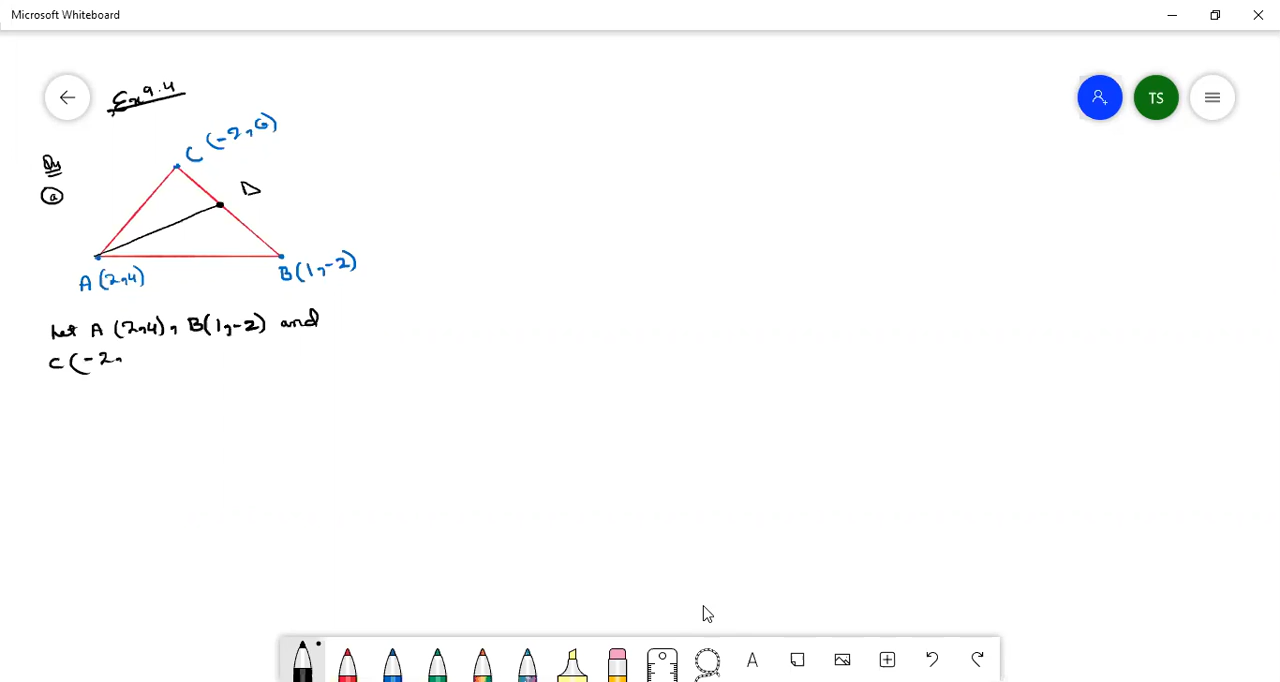 Microsoft Whiteboard
Ex 9.4
TS
C (-2,6)
Q4
D
a
A (2,4)
B (1,-2)
Let A (2,4), B(1,-2) and
C (-2,
A